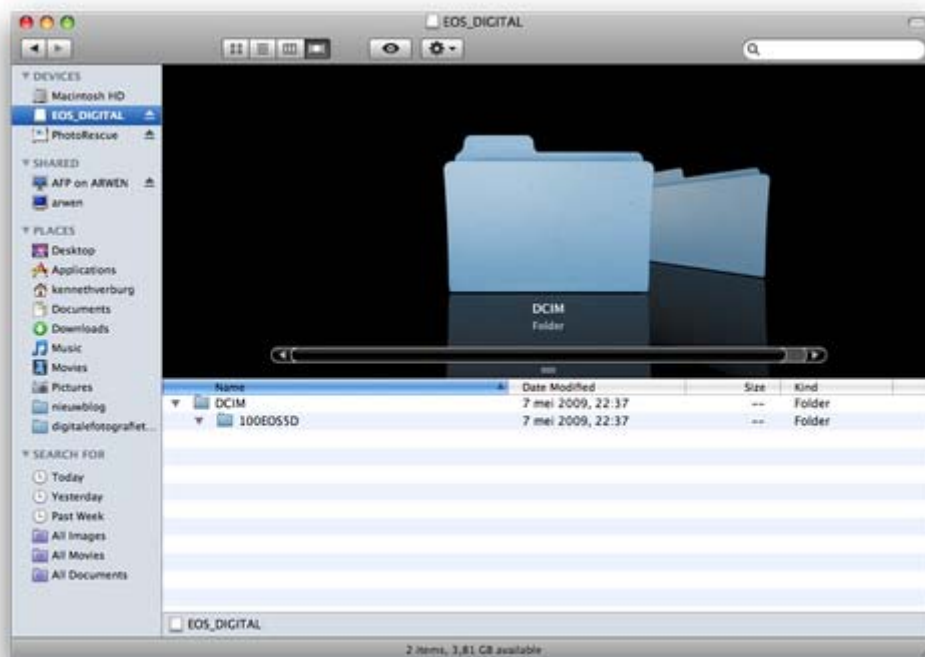 EOS_DIGITAL
DEVICES
Macintosh HD
EOS_DIGITAL
PhotoRescue
SHARED
AFP on ARWEN
arwen
PLACES
Desktop
Applications
kennethverburg
Documents
Downloads
Music
Movies
Pictures
nieuwblog
digitalefotografiet...
SEARCH FOR
Today
Yesterday
Past Week
All Images
All Movies
All Documents
DCIM
Folder
Name Date Modified Size Kind
DCIM 7 mei 2009, 22:37 -- Folder
100EOS5D 7 mei 2009, 22:37 -- Folder
EOS_DIGITAL
2 items, 3,81 GB available